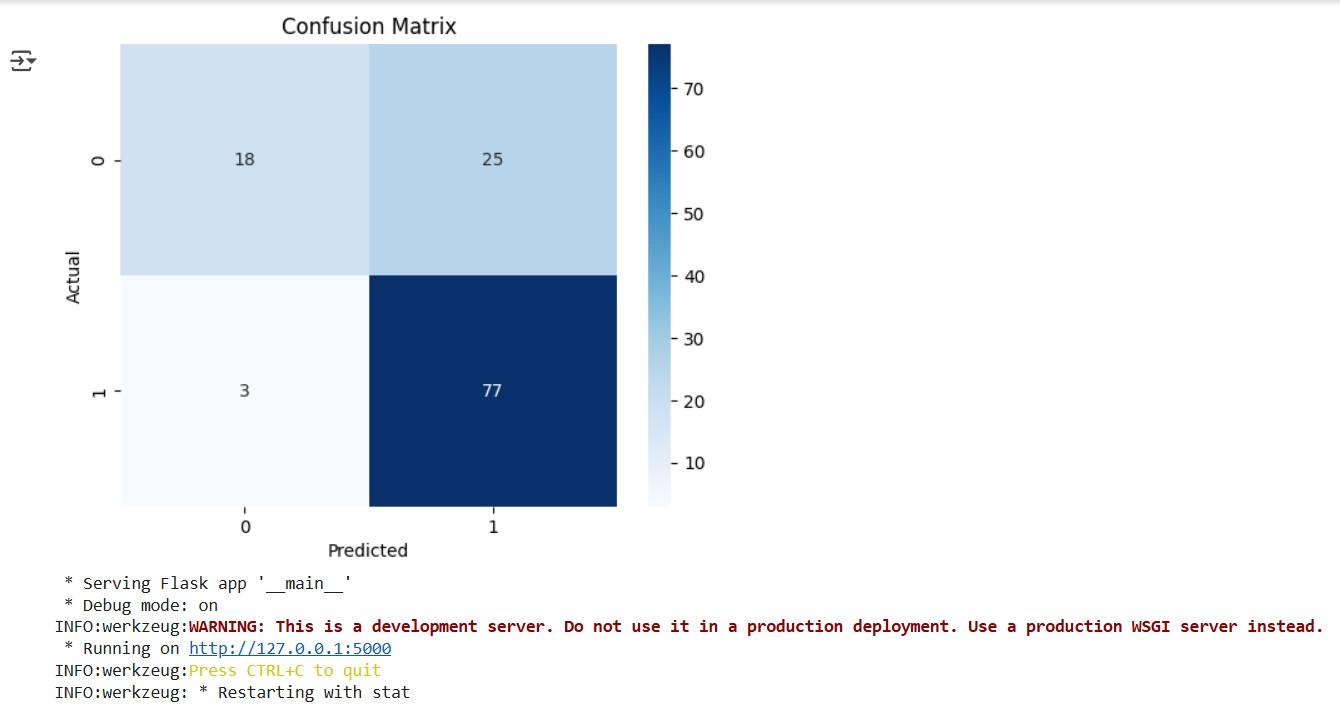 Confusion Matrix
0
18
25
70
60
50
40
30
20
10
Actual
1
3
77
0
1
Predicted
* Serving Flask app '__main__'
* Debug mode: on
INFO:werkzeug:WARNING: This is a development server. Do not use it in a production deployment. Use a production WSGI server instead.
* Running on http://127.0.0.1:5000
INFO:werkzeug:Press CTRL+C to quit
INFO:werkzeug: * Restarting with stat